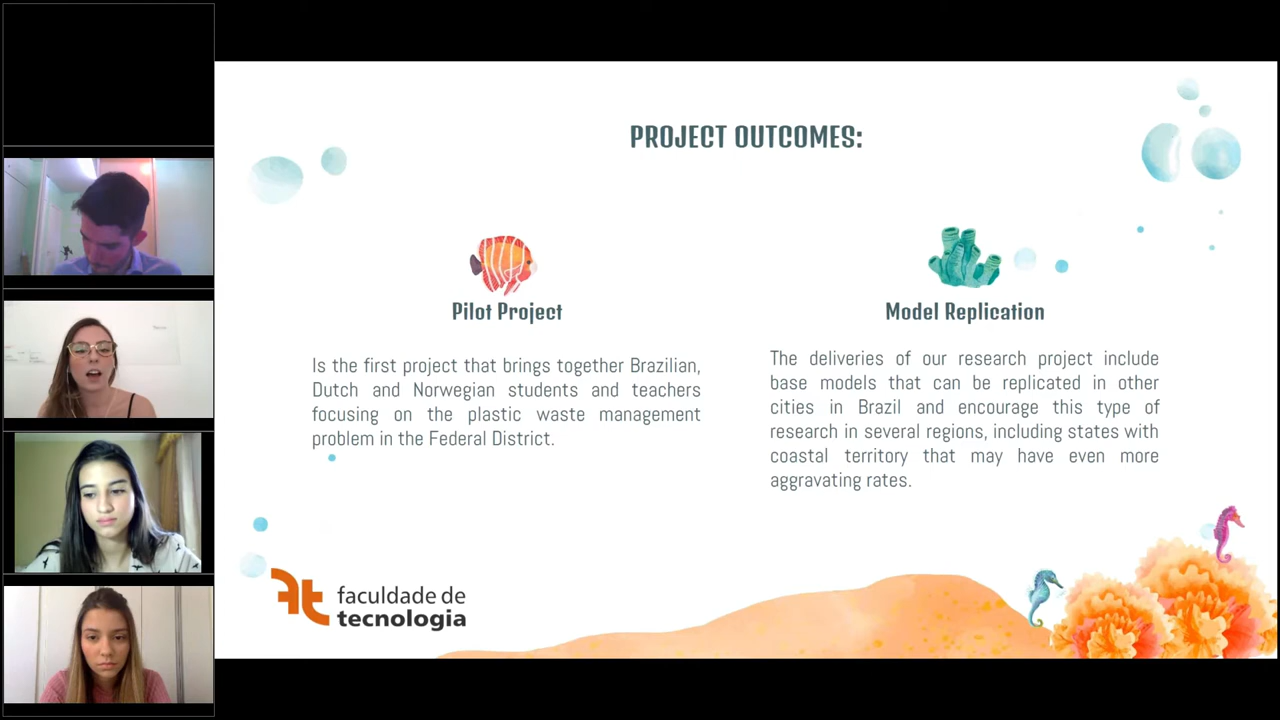 PROJECT OUTCOMES:
Pilot Project
Is the first project that brings together Brazilian,
Dutch and Norwegian students and teachers
focusing on the plastic waste management
problem in the Federal District.
Model Replication
The deliveries of our research project include
base models that can be replicated in other
cities in Brazil and encourage this type of
research in several regions, including states with
coastal territory that may have even more
aggravating rates.
ft
faculdade de
tecnologia